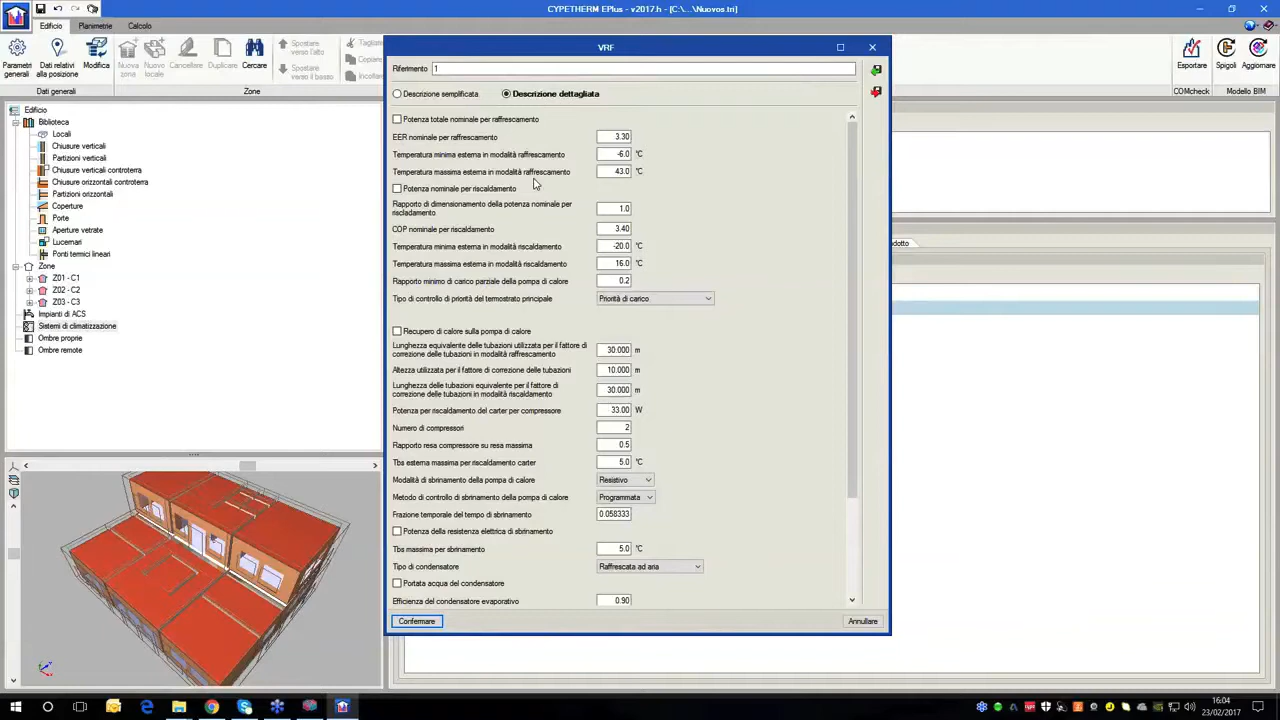 CYPETHERM EPlus - v2017.h - [C:\...\Nuovos.tri]
Edificio
Planimetrie
Calcolo
Parametri generali
Dati relativi alla posizione
Modifica
Nuova zona
Nuovo locale
Cancellare
Duplicare
Cercare
Spostare verso l'alto
Spostare verso il basso
Tagliar
Copiare
Incollar
Esportare
Spigoli
Aggiornare
Dati generali
Zone
COMcheck
Modello BIM
Edificio
Biblioteca
Locali
Chiusure verticali
Partizioni verticali
Chiusure verticali controterra
Chiusure orizzontali controterra
Partizioni orizzontali
Coperture
Porte
Aperture vetrate
Lucernari
Ponti termici lineari
Zone
Z01 - C1
Z02 - C2
Z03 - C3
Impianti di ACS
Sistemi di climatizzazione
Ombre proprie
Ombre remote
VRF
Riferimento 1
Descrizione semplificata
Descrizione dettagliata
Potenza totale nominale per raffrescamento
EER nominale per raffrescamento 3.30
Temperatura minima esterna in modalità raffrescamento -6.0 °C
Temperatura massima esterna in modalità raffrescamento 43.0 °C
Potenza nominale per riscaldamento
Rapporto di dimensionamento della potenza nominale per
riscladamento 1.0
COP nominale per riscaldamento 3.40
Temperatura minima esterna in modalità riscaldamento -20.0 °C
Temperatura massima esterna in modalità riscaldamento 16.0 °C
Rapporto minimo di carico parziale della pompa di calore 0.2
Tipo di controllo di priorità del termostrato principale Priorità di carico
Recupero di calore sulla pompa di calore
Lunghezza equivalente delle tubazioni utilizzata per il fattore di
correzione delle tubazioni in modalità raffrescamento 30.000 m
Altezza utilizzata per il fattore di correzione delle tubazioni 10.000 m
Lunghezza delle tubazioni equivalente per il fattore di
correzione delle tubazioni in modalità riscaldamento 30.000 m
Potenza per riscaldamento del carter per compressore 33.00 W
Numero di compressori 2
Rapporto resa compressore su resa massima 0.5
Tbs esterna massima per riscaldamento carter 5.0 °C
Modalità di sbrinamento della pompa di calore Resistivo
Metodo di controllo di sbrinamento della pompa di calore Programmata
Frazione temporale del tempo di sbrinamento 0.058333
Potenza della resistenza elettrica di sbrinamento
Tbs massima per sbrinamento 5.0 °C
Tipo di condensatore Raffrescata ad aria
Portata acqua del condensatore
Efficienza del condensatore evaporativo 0.90
Confermare
Annullare
odotto
16:04
23/02/2017